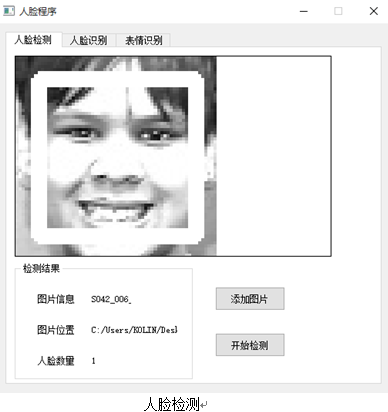 人脸程序
人脸检测 人脸识别 表情识别
检测结果
图片信息 S042_006_
添加图片
图片位置 C:/Users/KOLIN/Desk
开始检测
人脸数量 1
人脸检测